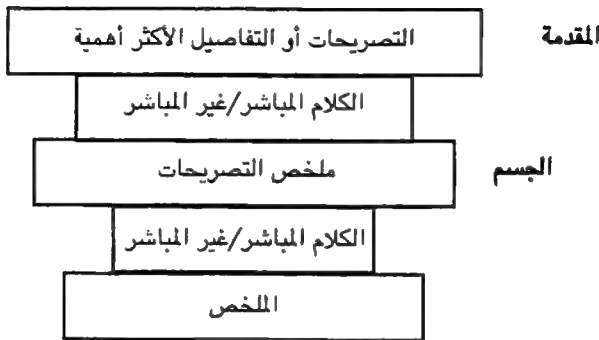 المقدمة
التصريحات أو التفاصيل الأكثر أهمية
الكلام المباشر/غير المباشر
الجسم
ملخص التصريحات
الكلام المباشر/غير المباشر
الملخص